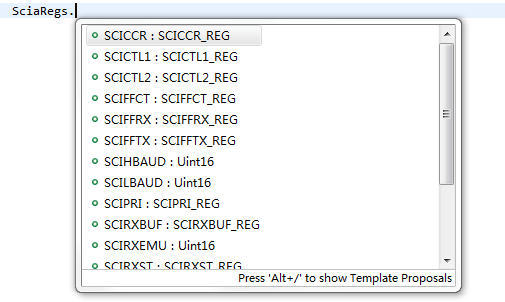 SciaRegs.
SCICCR : SCICCR_REG
SCICTL1 : SCICTL1_REG
SCICTL2 : SCICTL2_REG
SCIFFCT : SCIFFCT_REG
SCIFFRX : SCIFFRX_REG
SCIFFTX : SCIFFTX_REG
SCIHBAUD : Uint16
SCILBAUD : Uint16
SCIPRI : SCIPRI_REG
SCIRXBUF : SCIRXBUF_REG
SCIRXEMU : Uint16
SCIRXST : SCIRXST_REG
Press 'Alt+/' to show Template Proposals